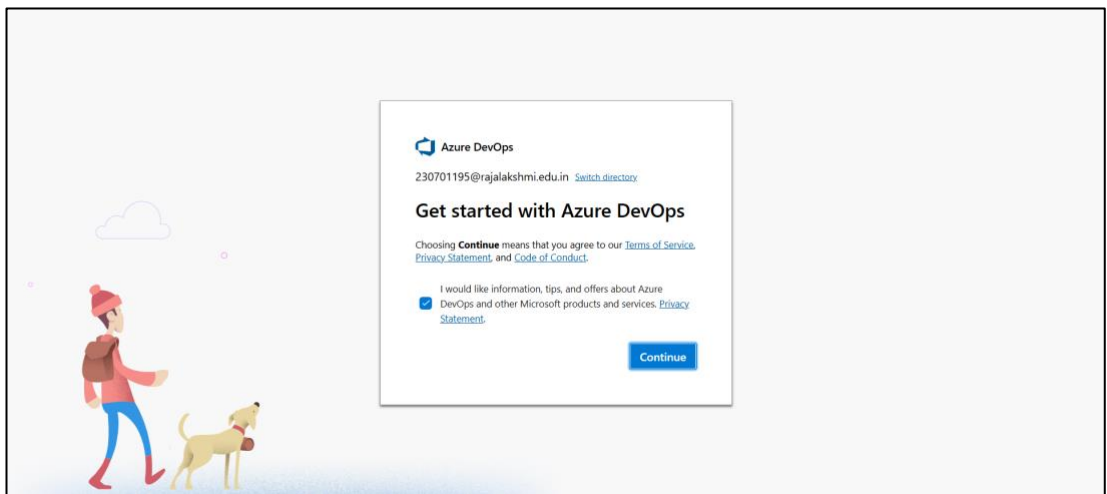 Azure DevOps
230701195@rajalakshmi.edu.in Switch directory
Get started with Azure DevOps
Choosing Continue means that you agree to our Terms of Service,
Privacy Statement, and Code of Conduct.
I would like information, tips, and offers about Azure
DevOps and other Microsoft products and services. Privacy
Statement.
Continue